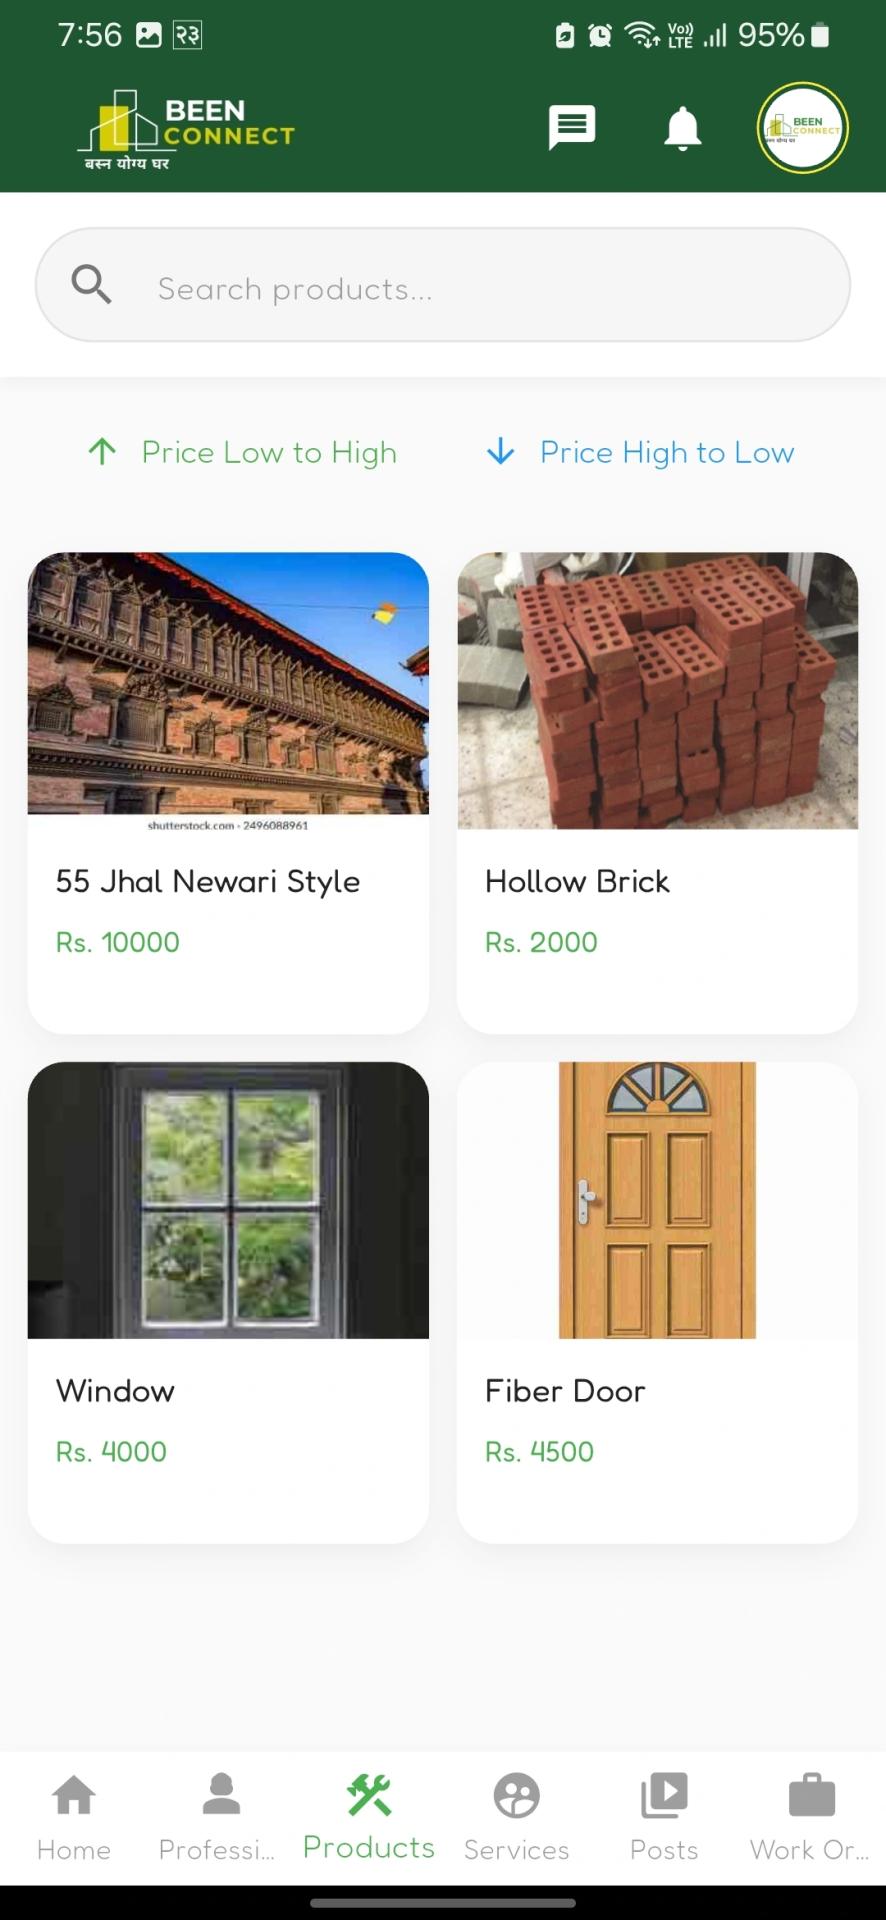 7:56 २३ Vo)) LTE 95%
BEEN
CONNECT
बस्न योग्य घर
BEEN
CONNECT
बस्न योग्य घर
Search products...
Price Low to High Price High to Low
shutterstock.com · 2496088961
55 Jhal Newari Style
Rs. 10000
Hollow Brick
Rs. 2000
Window
Rs. 4000
Fiber Door
Rs. 4500
Home Professi... Products Services Posts Work Or...